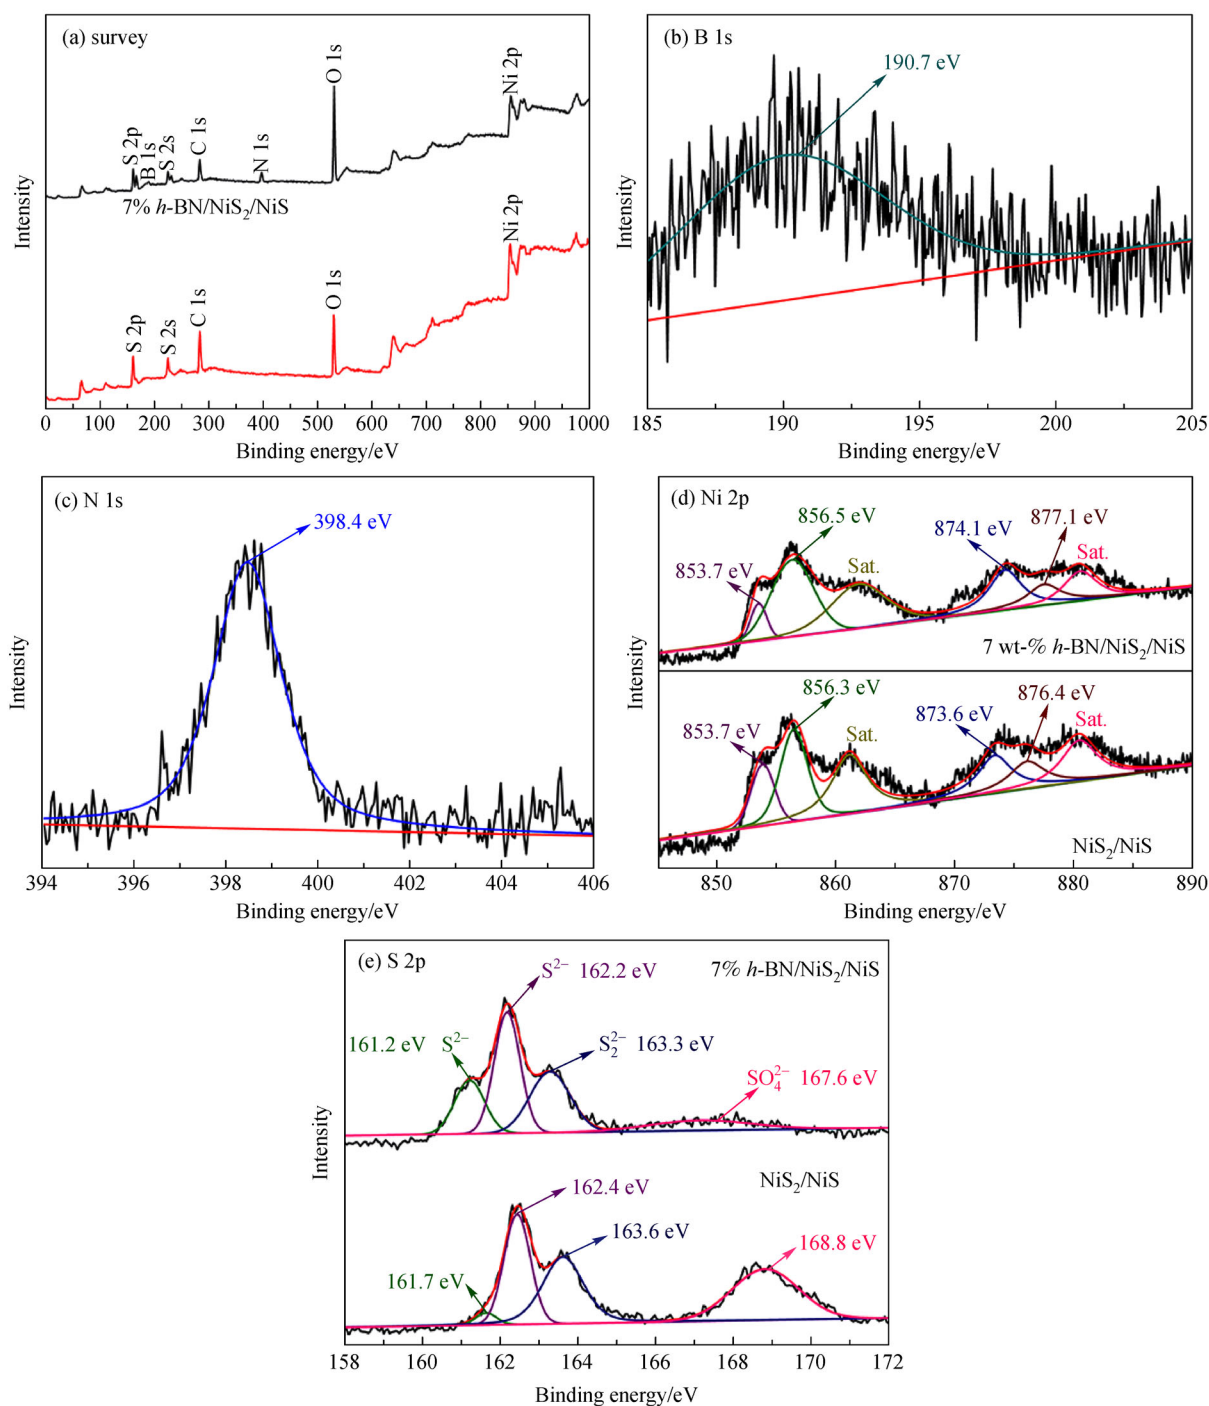 (a) survey
S 2p
B 1s
S 2s
C 1s
N 1s
O 1s
Ni 2p
7% h-BN/NiS₂/NiS
S 2p
S 2s
C 1s
O 1s
Ni 2p
Intensity
0 100 200 300 400 500 600 700 800 900 1000
Binding energy/eV
(b) B 1s
190.7 eV
Intensity
185 190 195 200 205
Binding energy/eV
(c) N 1s
398.4 eV
Intensity
394 396 398 400 402 404 406
Binding energy/eV
(d) Ni 2p
853.7 eV
856.5 eV
Sat.
874.1 eV
877.1 eV
Sat.
7 wt-% h-BN/NiS₂/NiS
853.7 eV
856.3 eV
Sat.
873.6 eV
876.4 eV
Sat.
NiS₂/NiS
Intensity
850 860 870 880 890
Binding energy/eV
(e) S 2p
7% h-BN/NiS₂/NiS
S²⁻ 162.2 eV
161.2 eV S²⁻
S₂²⁻ 163.3 eV
SO₄²⁻ 167.6 eV
NiS₂/NiS
162.4 eV
163.6 eV
168.8 eV
161.7 eV
Intensity
158 160 162 164 166 168 170 172
Binding energy/eV